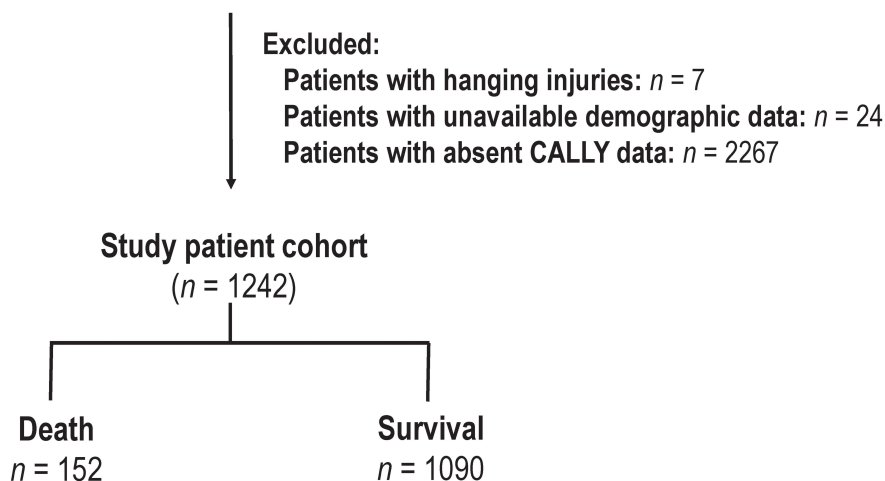 Excluded:
Patients with hanging injuries: n = 7
Patients with unavailable demographic data: n = 24
Patients with absent CALLY data: n = 2267
Study patient cohort
(n = 1242)
Death
n = 152
Survival
n = 1090